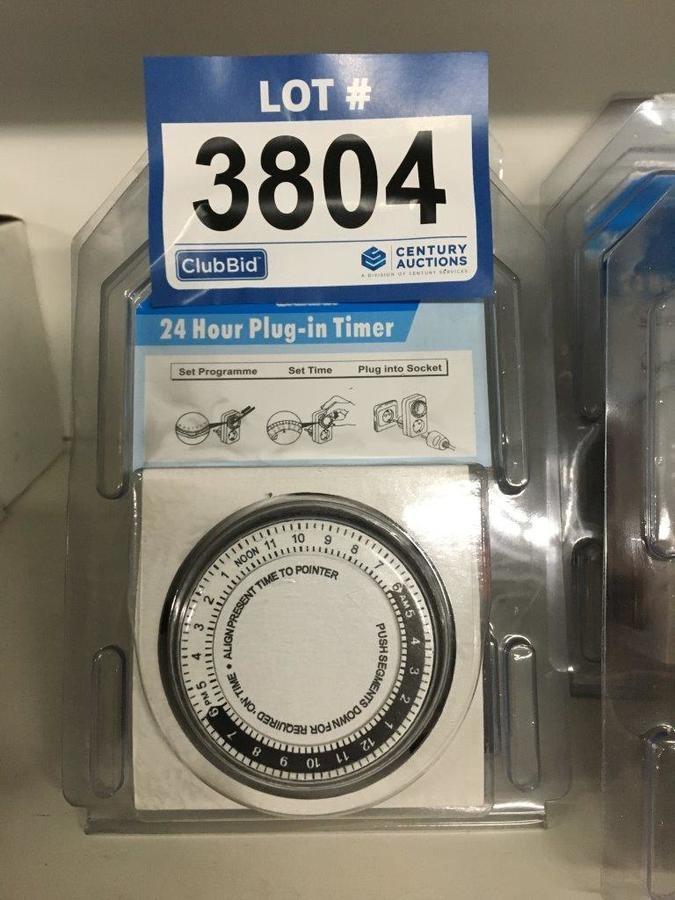 LOT #
3804
ClubBid
CENTURY
AUCTIONS
A DIVISION OF CENTURY SERVICES
24 Hour Plug-in Timer
Set Programme Set Time Plug into Socket
NOON 11 10 9 8 7 6 AM 5 4 3 2 1 12 11 10 9 8 7 6 PM 5 4 3 2 1
ALIGN PRESENT TIME TO POINTER
PUSH SEGMENTS DOWN FOR REQUIRED "ON" TIME